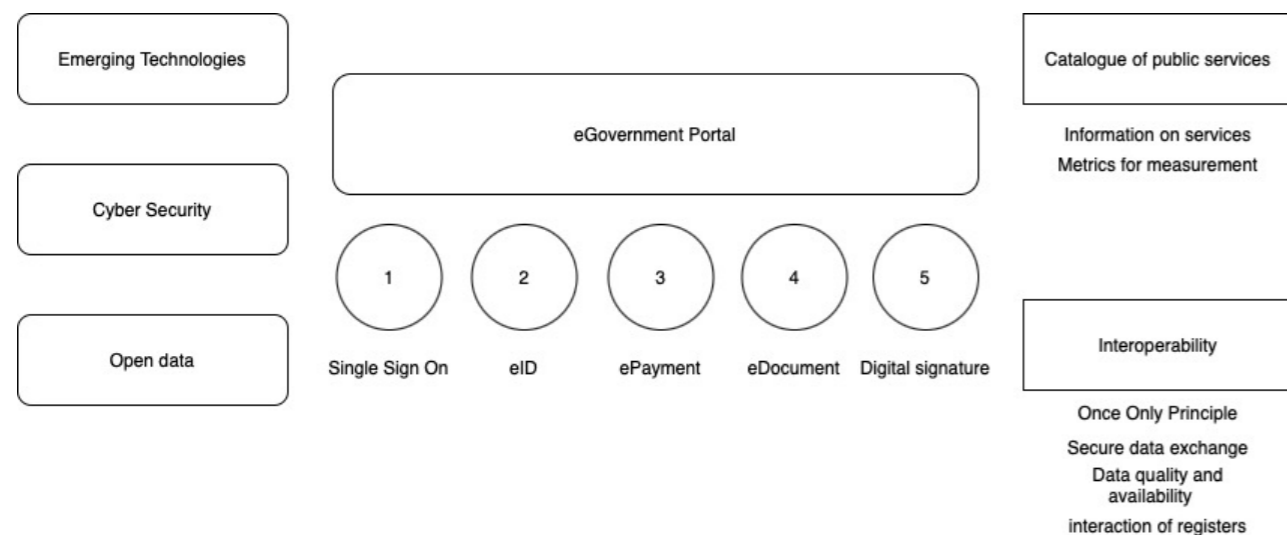 Emerging Technologies
Cyber Security
Open data
eGovernment Portal
1
2
3
4
5
Single Sign On
eID
ePayment
eDocument
Digital signature
Catalogue of public services
Information on services
Metrics for measurement
Interoperability
Once Only Principle
Secure data exchange
Data quality and
availability
interaction of registers